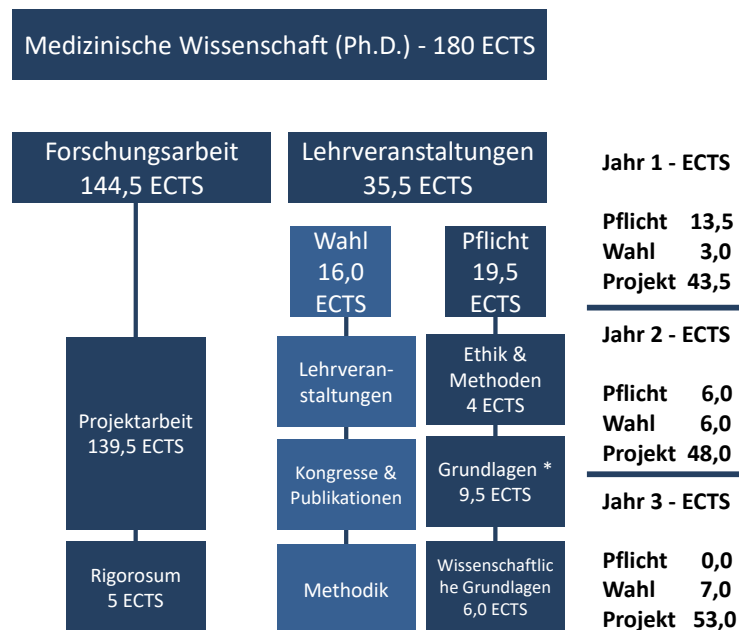 Medizinische Wissenschaft (Ph.D.) - 180 ECTS
Forschungsarbeit
144,5 ECTS
Projektarbeit
139,5 ECTS
Rigorosum
5 ECTS
Lehrveranstaltungen
35,5 ECTS
Wahl
16,0
ECTS
Lehrveran-
staltungen
Kongresse &
Publikationen
Methodik
Pflicht
19,5
ECTS
Ethik &
Methoden
4 ECTS
Grundlagen *
9,5 ECTS
Wissenschaftlic
he Grundlagen
6,0 ECTS
Jahr 1 - ECTS
Pflicht 13,5
Wahl 3,0
Projekt 43,5
Jahr 2 - ECTS
Pflicht 6,0
Wahl 6,0
Projekt 48,0
Jahr 3 - ECTS
Pflicht 0,0
Wahl 7,0
Projekt 53,0